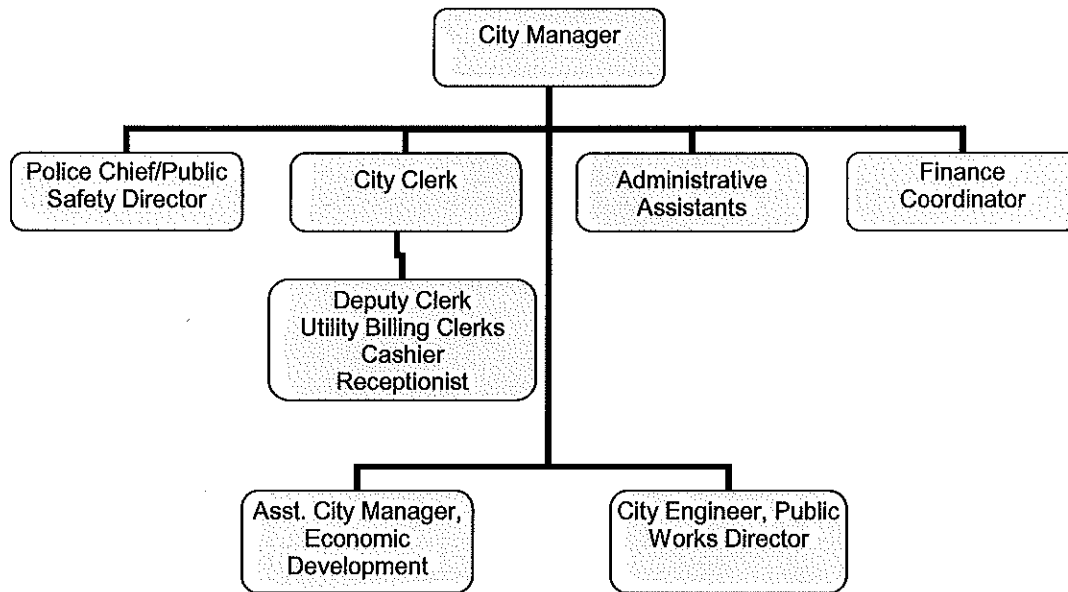 City Manager
Police Chief/Public
Safety Director
City Clerk
Administrative
Assistants
Finance
Coordinator
Deputy Clerk
Utility Billing Clerks
Cashier
Receptionist
Asst. City Manager,
Economic
Development
City Engineer, Public
Works Director